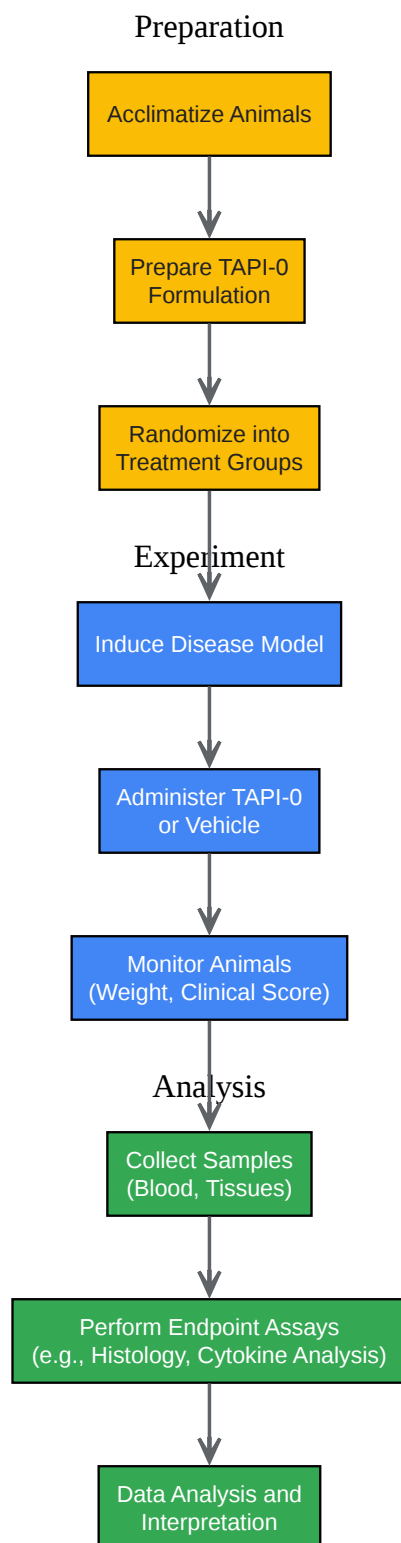 Preparation
Acclimatize Animals
Prepare TAPI-0
Formulation
Randomize into
Treatment Groups
Experiment
Induce Disease Model
Administer TAPI-0
or Vehicle
Monitor Animals
(Weight, Clinical Score)
Analysis
Collect Samples
(Blood, Tissues)
Perform Endpoint Assays
(e.g., Histology, Cytokine Analysis)
Data Analysis and
Interpretation